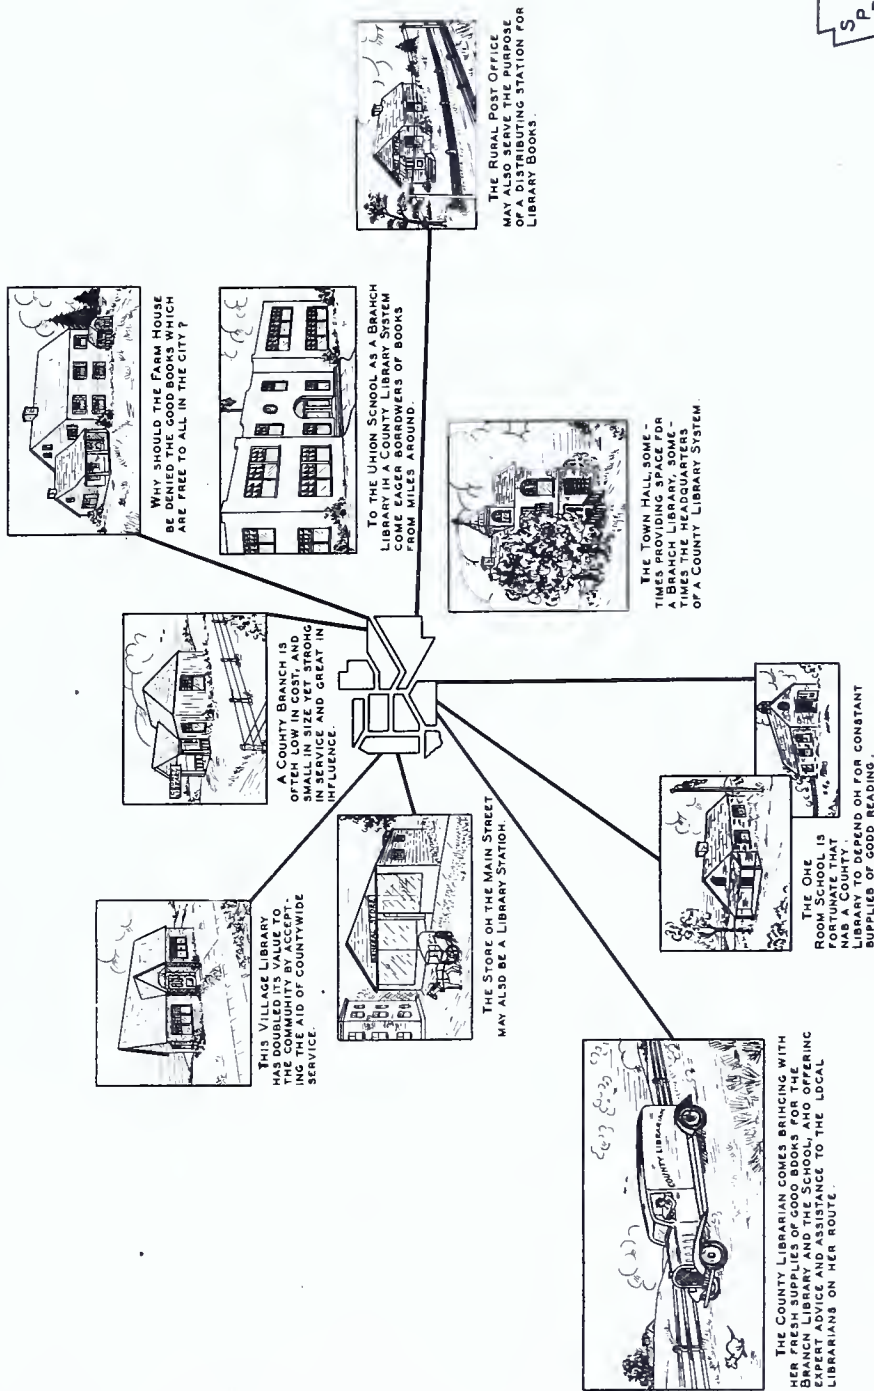 WHY SHOULD THE FARM HOUSE
BE DENIED THE GOOD BOOKS WHICH
ARE FREE TO ALL IN THE CITY?
THIS VILLAGE LIBRARY
HAS DOUBLED ITS VALUE TO
THE COMMUNITY BY ACCEPT-
ING THE AID OF COUNTYWIDE
SERVICE.
A COUNTY BRANCH IS
OFTEN LOW IN COST, AND
SMALL IN SIZE YET STRONG
IN SERVICE AND GREAT IN
INFLUENCE.
TO THE UNION SCHOOL AS A BRANCH
LIBRARY IN A COUNTY LIBRARY SYSTEM
COME EAGER BORROWERS OF BOOKS
FROM MILES AROUND.
GENERAL STORE
THE STORE ON THE MAIN STREET
MAY ALSO BE A LIBRARY STATION.
POST OFFICE
THE RURAL POST OFFICE
MAY ALSO SERVE THE PURPOSE
OF A DISTRIBUTING STATION FOR
LIBRARY BOOKS.
THE TOWN HALL, SOME-
TIMES PROVIDING SPACE FOR
A BRANCH LIBRARY, SOME-
TIMES THE HEADQUARTERS
OF A COUNTY LIBRARY SYSTEM.
COUNTY LIBRARIAN
THE COUNTY LIBRARIAN COMES BRINGING WITH
HER FRESH SUPPLIES OF GOOD BOOKS FOR THE
BRANCH LIBRARY AND THE SCHOOL, AND OFFERING
EXPERT ADVICE AND ASSISTANCE TO THE LOCAL
LIBRARIANS ON HER ROUTE.
THE ONE
ROOM SCHOOL IS
FORTUNATE THAT
HAS A COUNTY
LIBRARY TO DEPEND ON FOR CONSTANT
SUPPLIES OF GOOD READING.